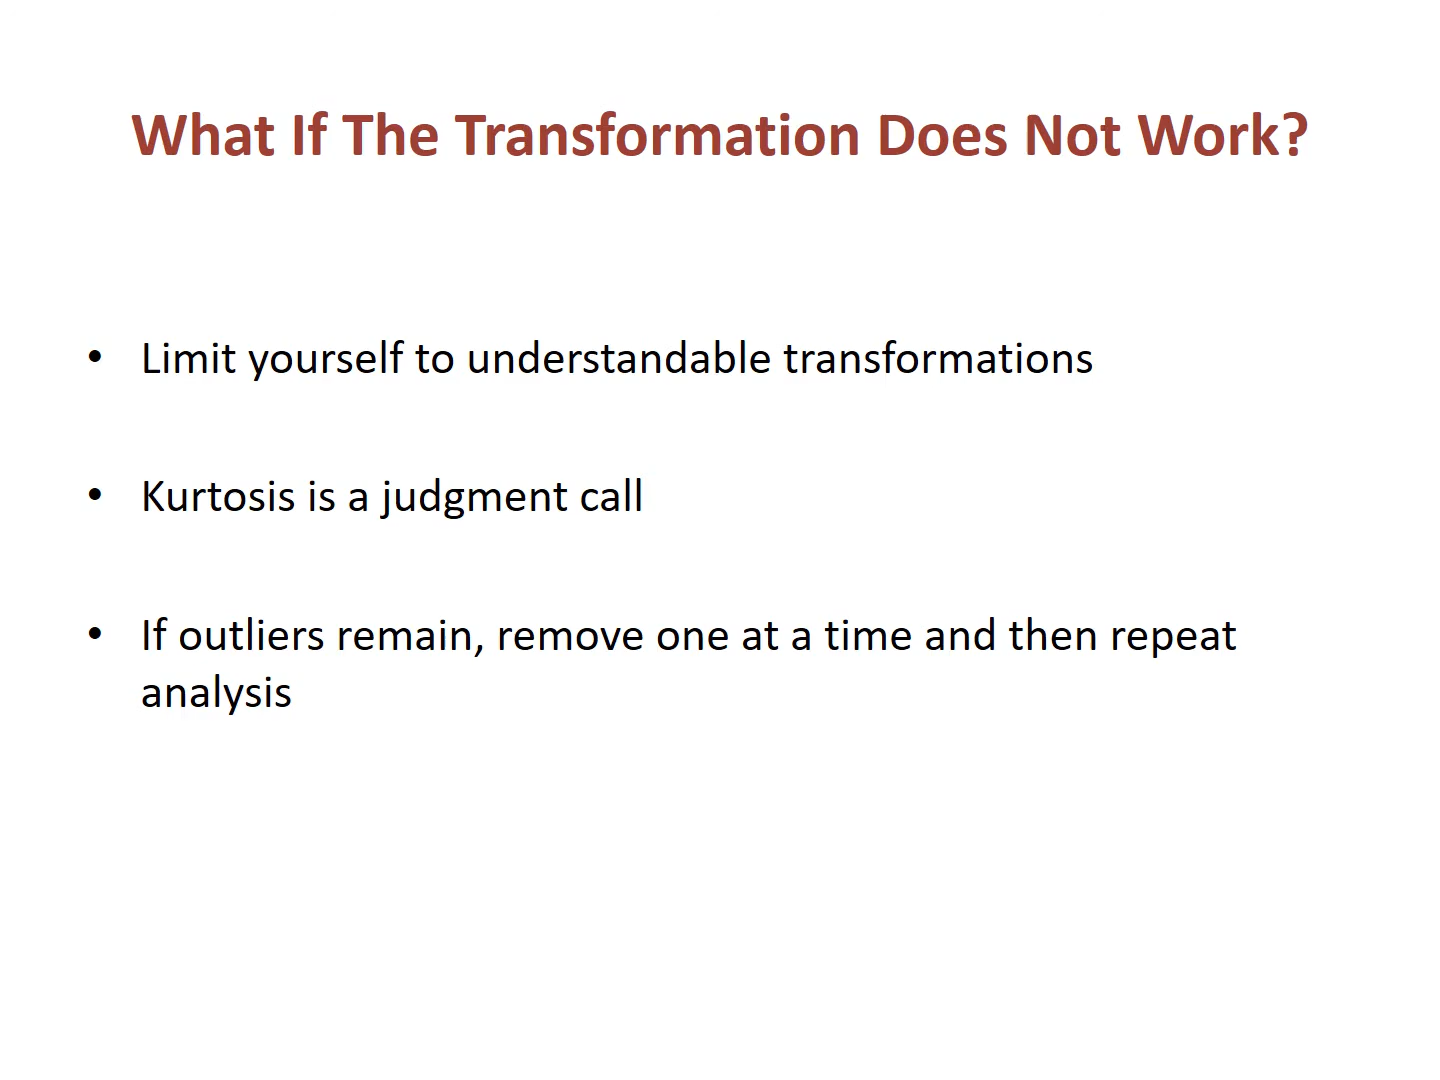 What If The Transformation Does Not Work?
• Limit yourself to understandable transformations
• Kurtosis is a judgment call
• If outliers remain, remove one at a time and then repeat
analysis